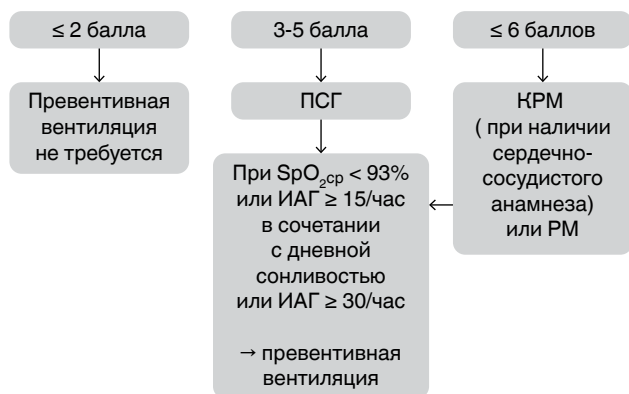 ≤ 2 балла
Превентивная
вентиляция
не требуется
3-5 балла
ПСГ
При SpO₂ср < 93%
или ИАГ ≥ 15/час
в сочетании
с дневной
сонливостью
или ИАГ ≥ 30/час
→ превентивная
вентиляция
≤ 6 баллов
КРМ
( при наличии
сердечно-
сосудистого
анамнеза)
или РМ